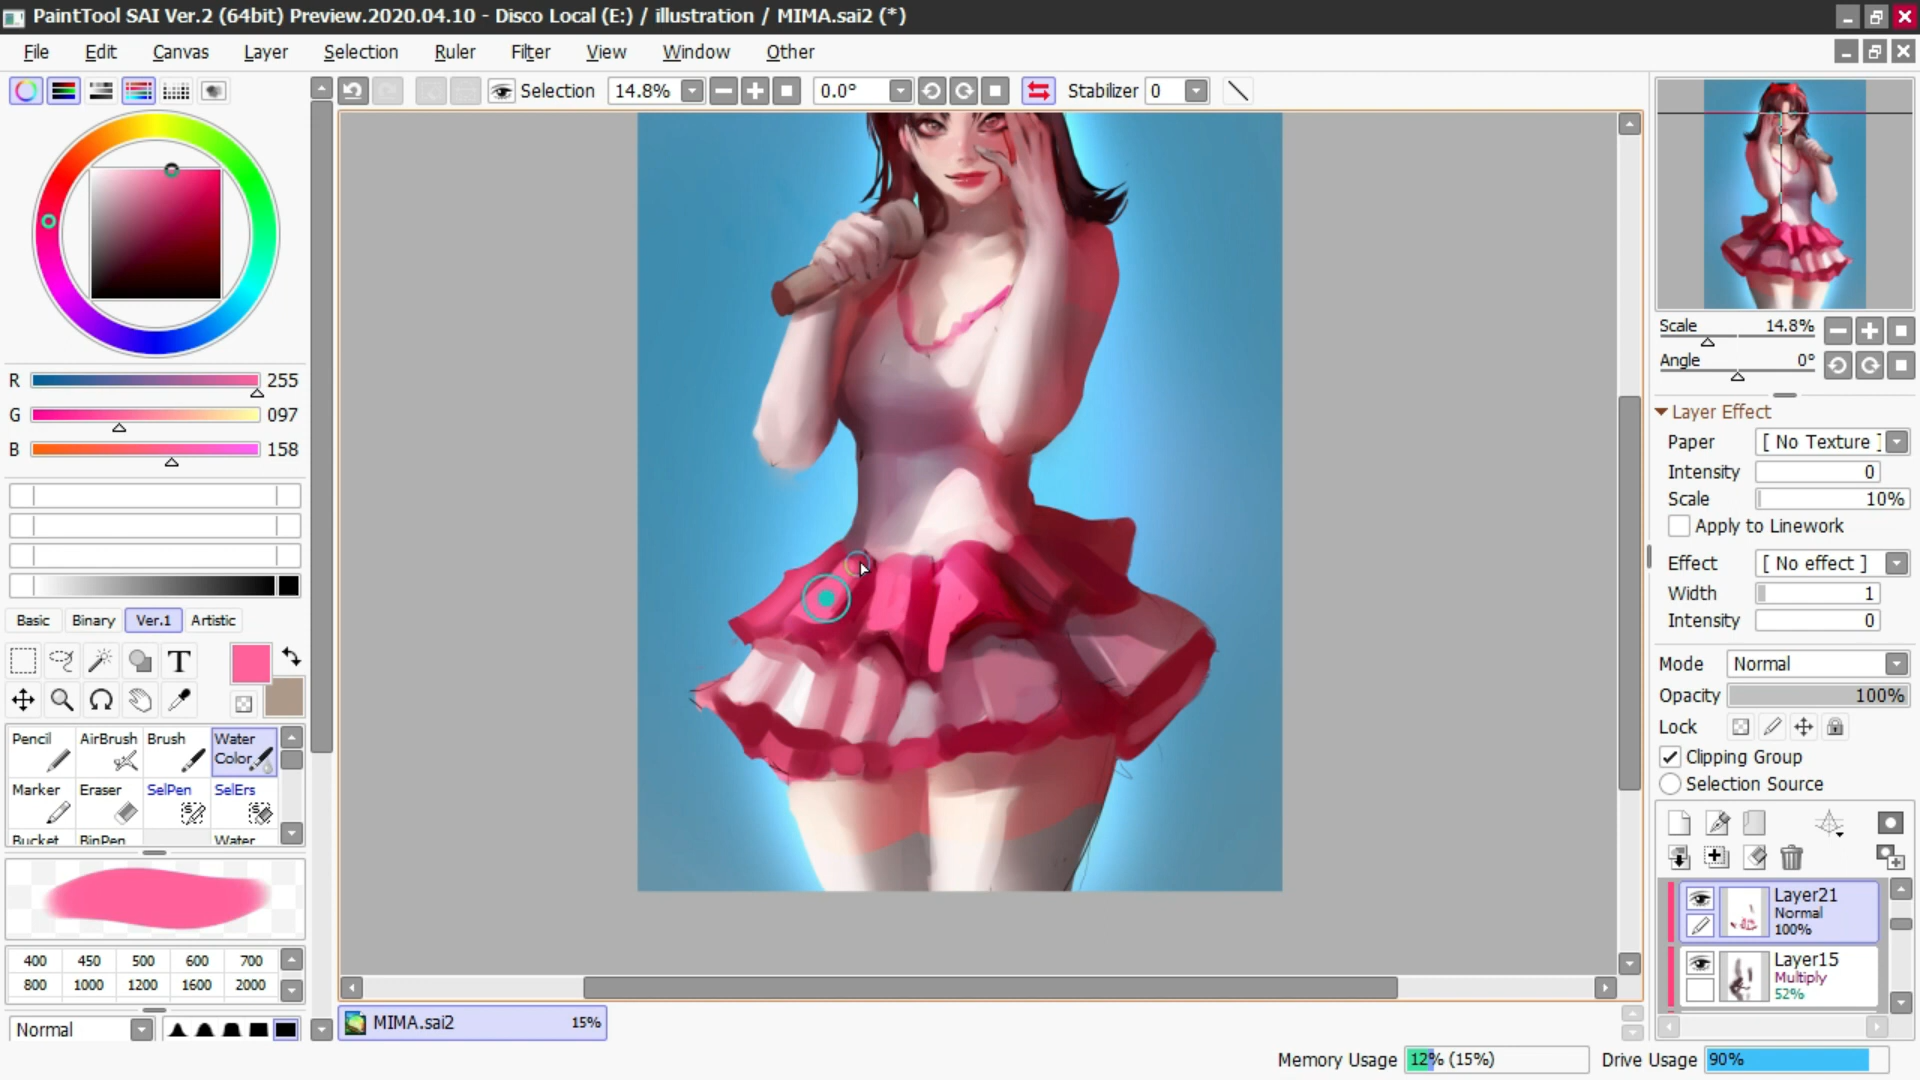 PaintTool SAI Ver.2 (64bit) Preview.2020.04.10 - Disco Local (E:) / illustration / MIMA.sai2 (*)
File Edit Canvas Layer Selection Ruler Filter View Window Other
Selection 14.8% 0.0° Stabilizer 0
R 255
G 097
B 158
Basic Binary Ver.1 Artistic
T
Pencil AirBrush Brush Water Color
Marker Eraser SelPen SelErs
Bucket BinPen Water
400 450 500 600 700
800 1000 1200 1600 2000
Normal
MIMA.sai2 15%
Scale 14.8%
Angle 0°
Layer Effect
Paper [ No Texture ]
Intensity 0
Scale 10%
Apply to Linework
Effect [ No effect ]
Width 1
Intensity 0
Mode Normal
Opacity 100%
Lock
Clipping Group
Selection Source
Layer21
Normal
100%
Layer15
Multiply
52%
Memory Usage 12% (15%) Drive Usage 90%